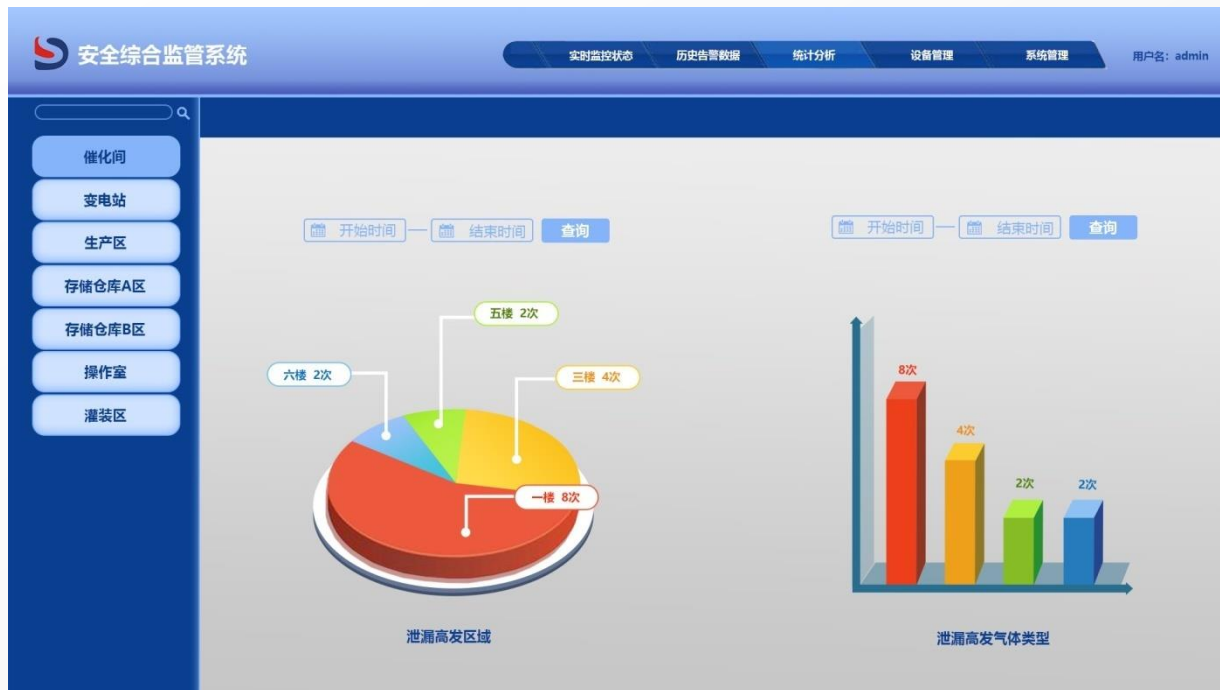 安全综合监管系统
实时监控状态 历史告警数据 统计分析 设备管理 系统管理 用户名：admin
催化间
变电站
生产区
存储仓库A区
存储仓库B区
操作室
灌装区
开始时间 — 结束时间 查询
五楼 2次
六楼 2次
三楼 4次
一楼 8次
泄漏高发区域
开始时间 — 结束时间 查询
8次
4次
2次
2次
泄漏高发气体类型